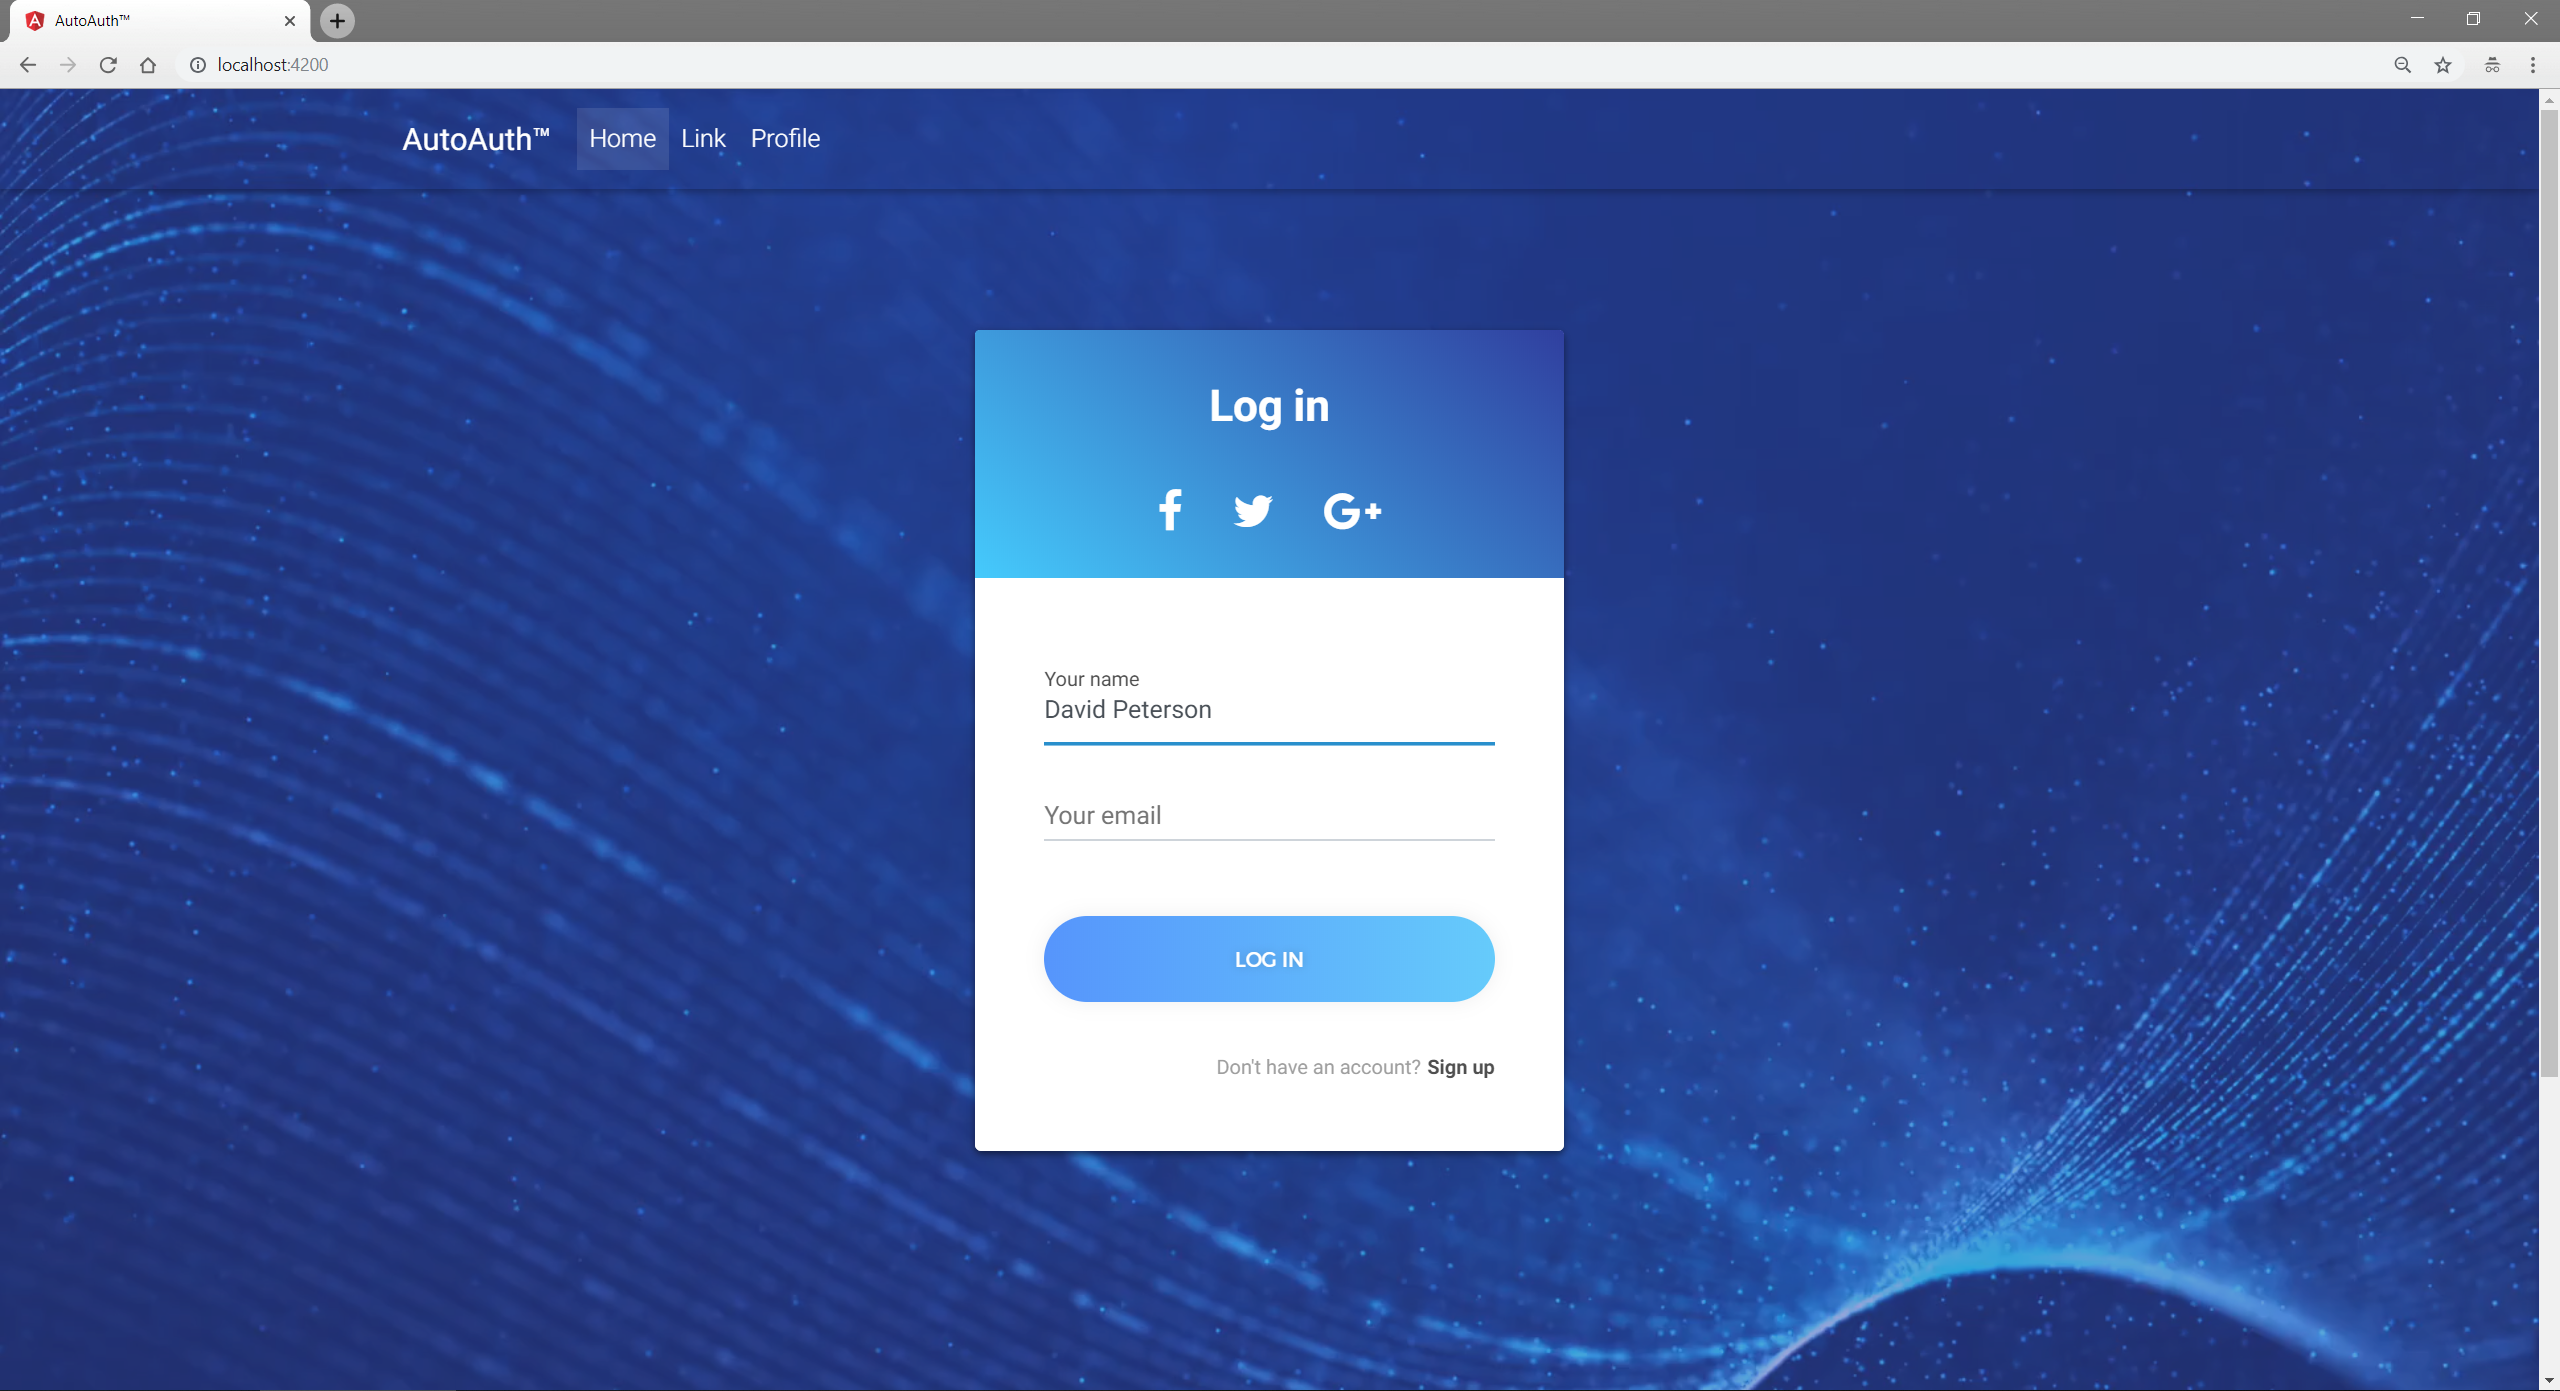 AutoAuth™
localhost:4200
AutoAuth™ Home Link Profile
Log in
G+
Your name
David Peterson
Your email
LOG IN
Don't have an account? Sign up